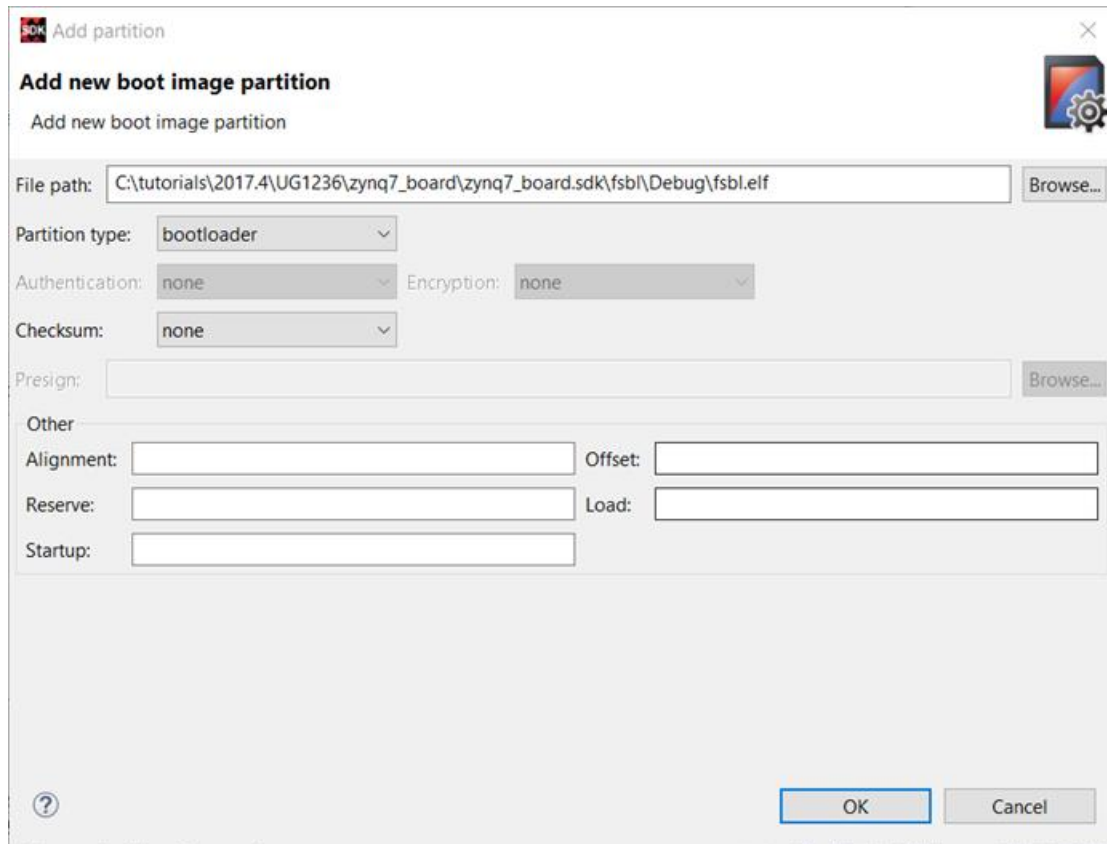 SDK Add partition
Add new boot image partition
Add new boot image partition
File path: C:\tutorials\2017.4\UG1236\zynq7_board\zynq7_board.sdk\fsbl\Debug\fsbl.elf Browse...
Partition type: bootloader
Authentication: none Encryption: none
Checksum: none
Presign: Browse...
Other
Alignment: Offset:
Reserve: Load:
Startup:
? OK Cancel